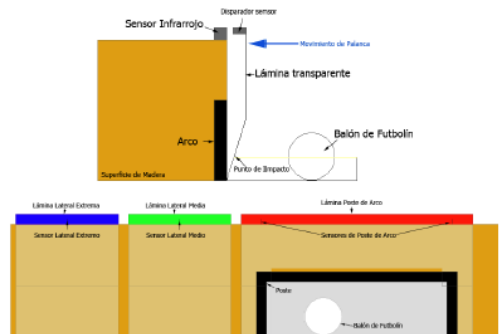 Disparador sensor
Sensor Infrarrojo
Movimiento de Palanca
Lámina transparente
Balón de Futbolín
Arco
Punto de Impacto
Superficie de Madera
Lámina Lateral Extrema
Lámina Lateral Media
Lámina Poste de Arco
Sensor Lateral Extremo
Sensor Lateral Medio
Sensores de Poste de Arco
Poste
Balón de Futbolín